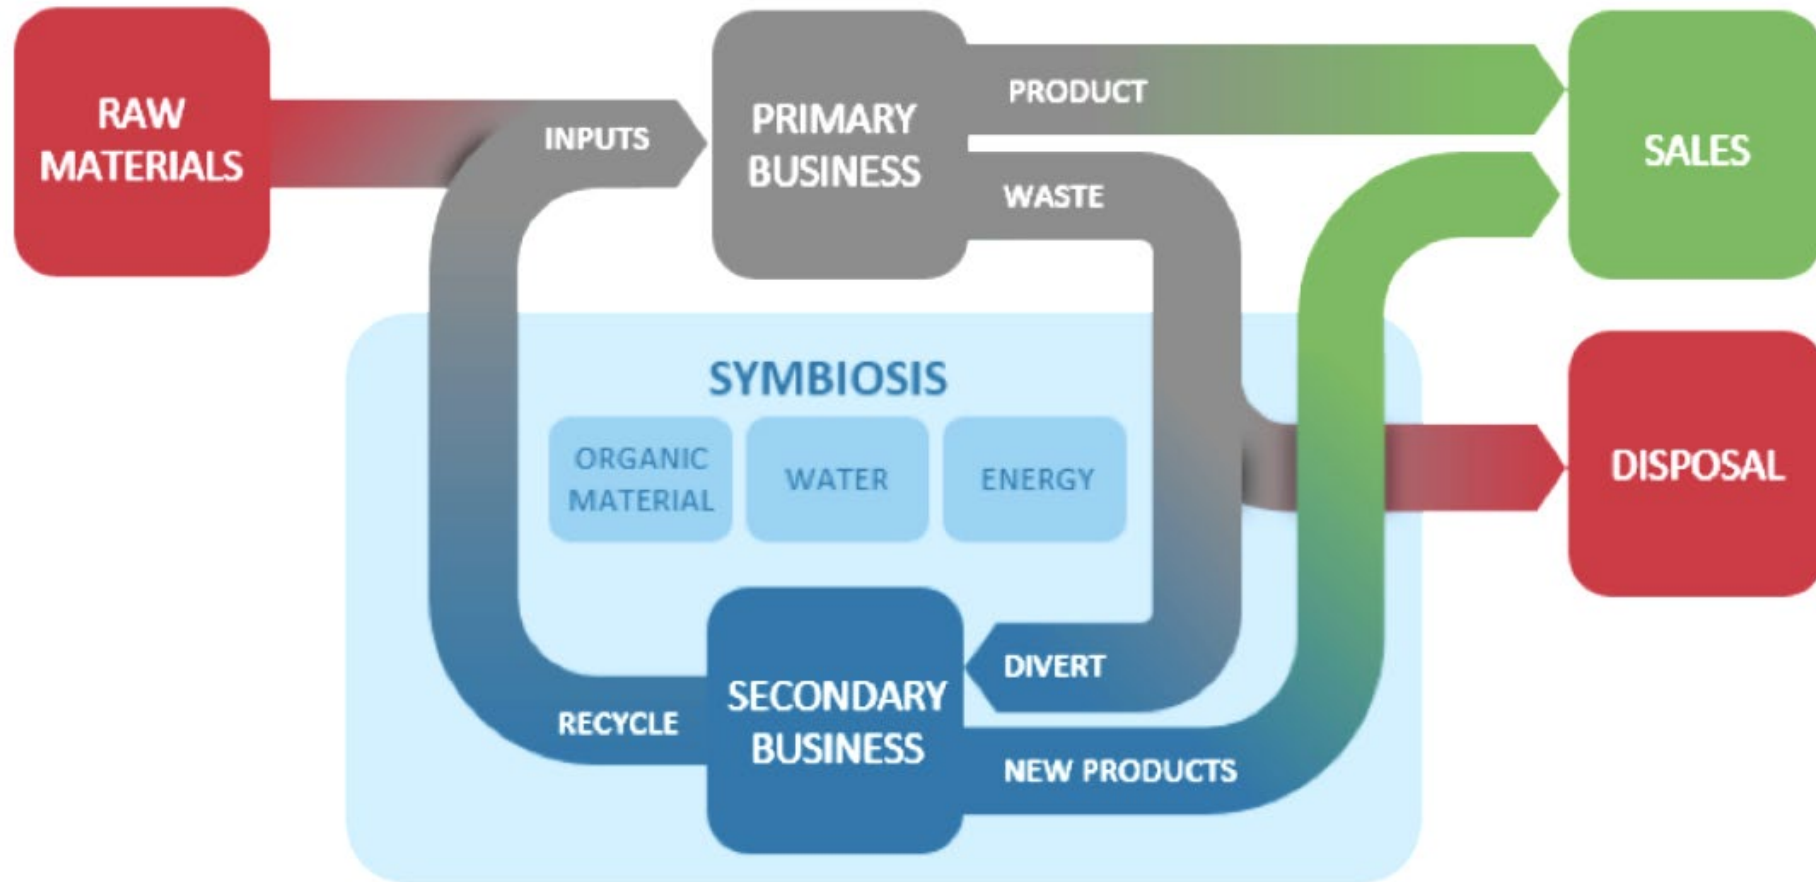 RAW
MATERIALS
INPUTS
PRIMARY
BUSINESS
PRODUCT
WASTE
SALES
SYMBIOSIS
ORGANIC
MATERIAL
WATER
ENERGY
DISPOSAL
RECYCLE
SECONDARY
BUSINESS
DIVERT
NEW PRODUCTS